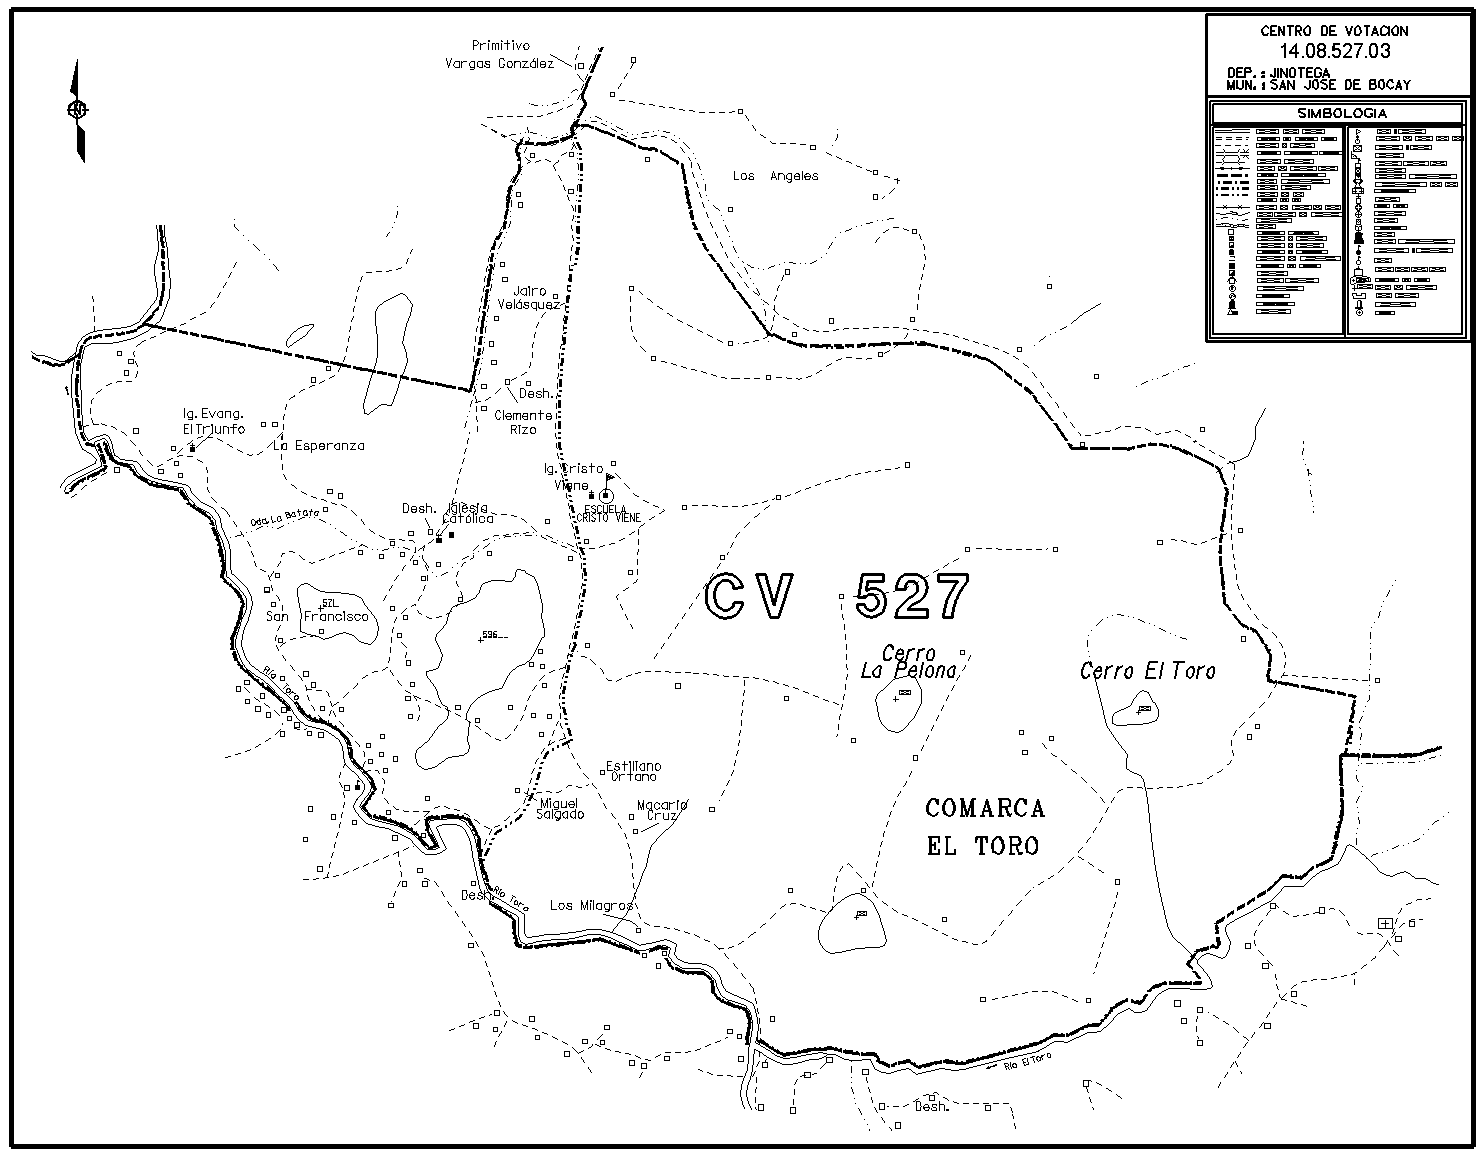 CENTRO DE VOTACION
14.08.527.03
DEP. : JINOTEGA
MUN. : SAN JOSE DE BOCAY
SIMBOLOGIA
Primitivo
Vargas González
Los Angeles
Jairo
Velásquez
Desh.
Clemente
Rizo
Ig. Evang.
El Triunfo
La Esperanza
Ig. Cristo
Viene
ESCUELA
CRISTO VIENE
Desh.
Iglesia
Católica
Qda. La Batata
San Francisco
596
CV 527
Cerro
La Pelona
Cerro El Toro
Río Toro
Estiliano
Ortano
Miguel
Salgado
Macario
Cruz
COMARCA
EL TORO
Desh.
Río Toro
Los Milagros
Río El Toro
Desh.